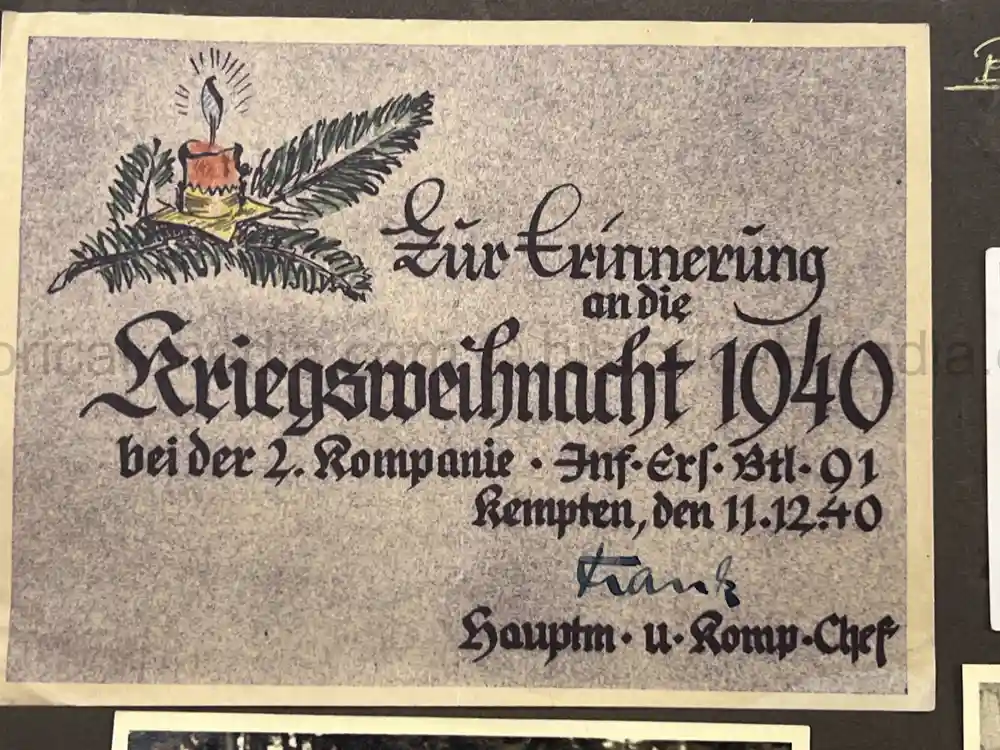 Zur Erinnerung
an die
Kriegsweihnacht 1940
bei der 2. Kompanie · Inf. Ers. Btl. 91
Kempten, den 11.12.40
Frank
Hauptm. u. Komp. Chef